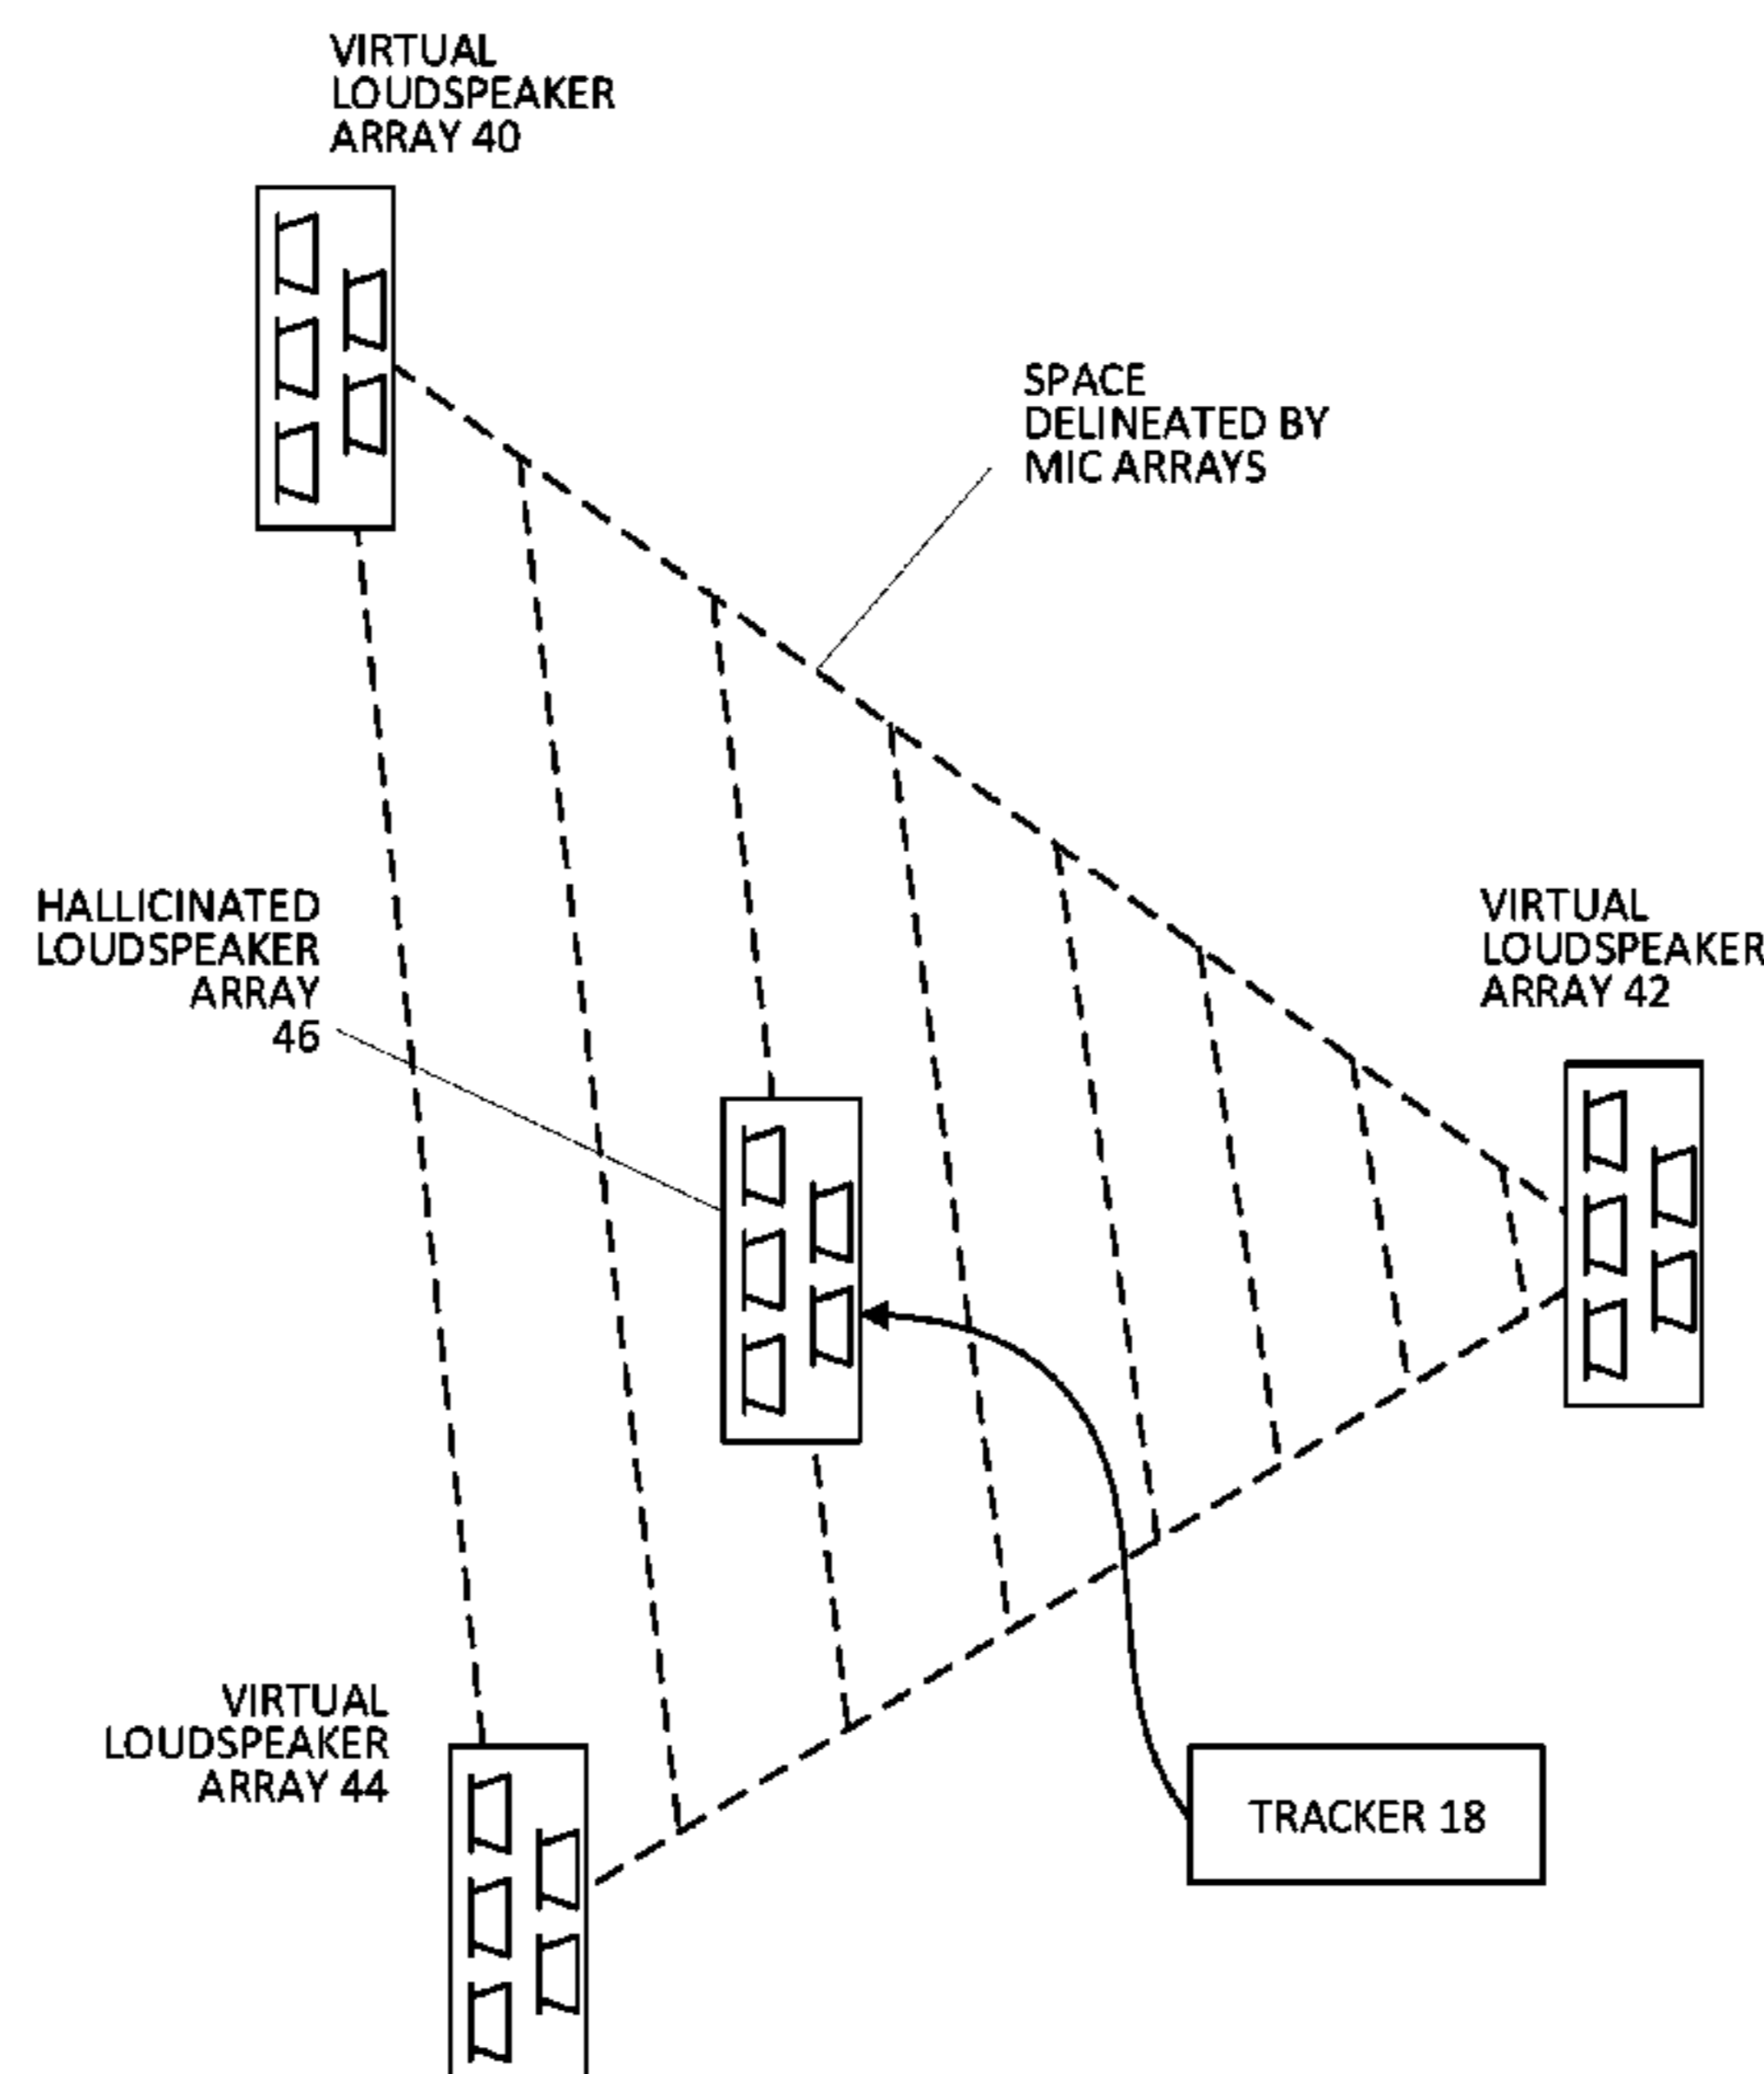 VIRTUAL
LOUDSPEAKER
ARRAY 40
SPACE
DELINEATED BY
MIC ARRAYS
HALLICINATED
LOUDSPEAKER
ARRAY
46
VIRTUAL
LOUDSPEAKER
ARRAY 42
VIRTUAL
LOUDSPEAKER
ARRAY 44
TRACKER 18